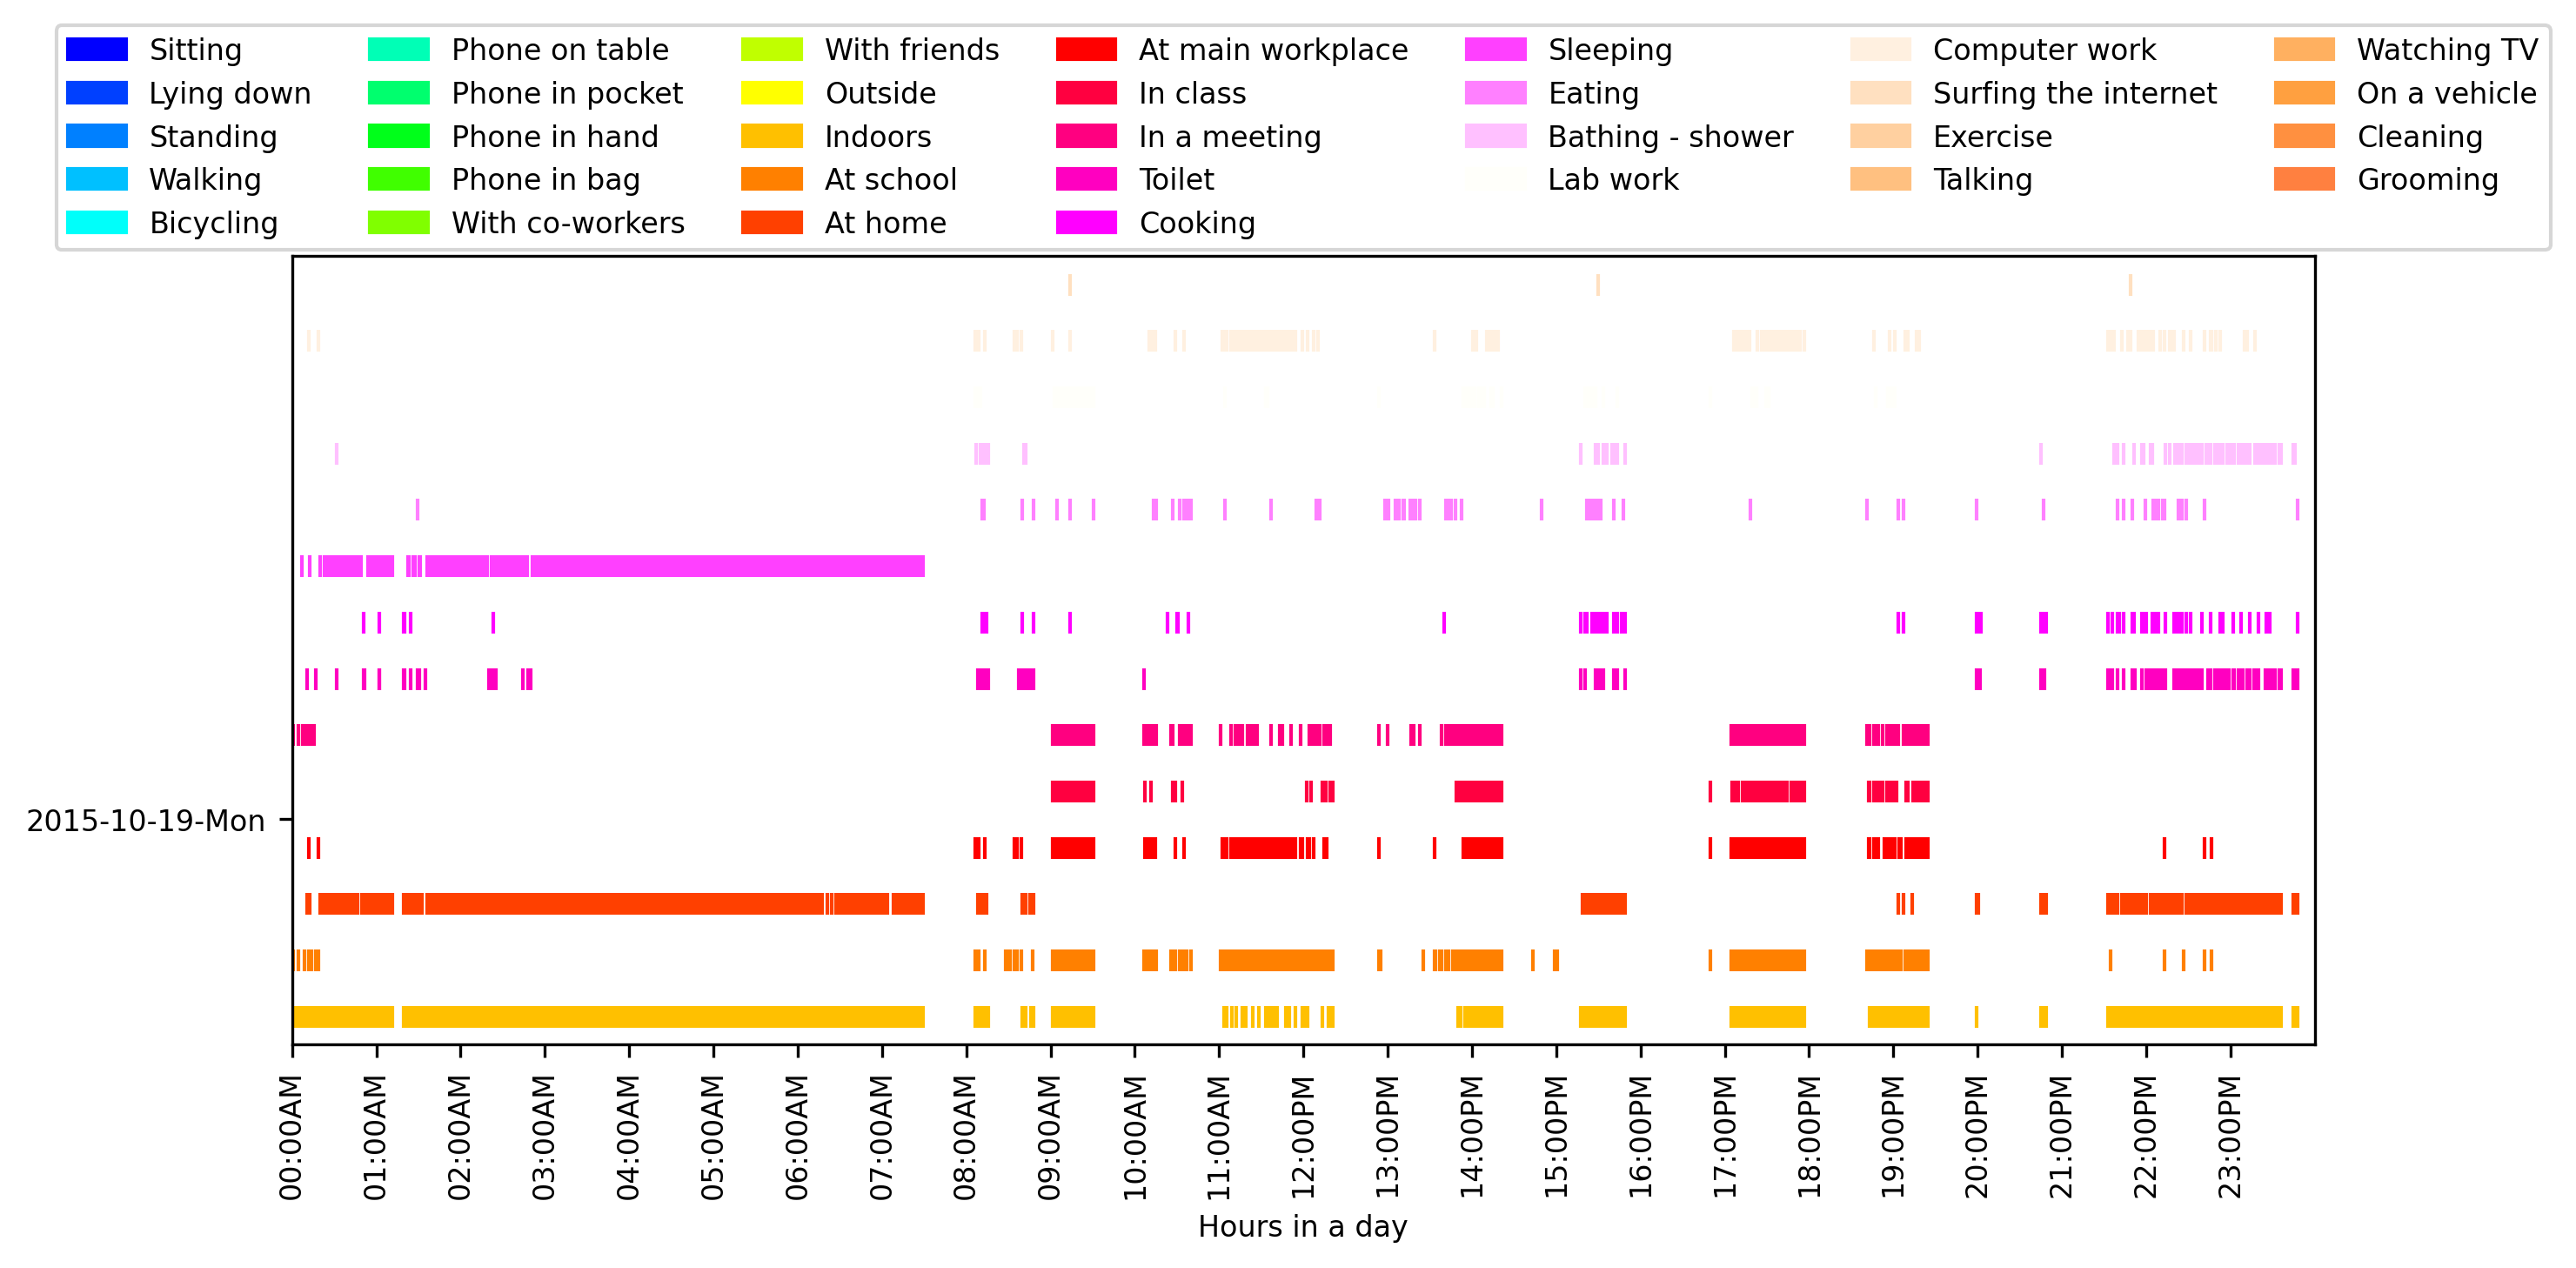 Sitting
Lying down
Standing
Walking
Bicycling
Phone on table
Phone in pocket
Phone in hand
Phone in bag
With co-workers
With friends
Outside
Indoors
At school
At home
At main workplace
In class
In a meeting
Toilet
Cooking
Sleeping
Eating
Bathing - shower
Lab work
Computer work
Surfing the internet
Exercise
Talking
Watching TV
On a vehicle
Cleaning
Grooming
2015-10-19-Mon
00:00AM
01:00AM
02:00AM
03:00AM
04:00AM
05:00AM
06:00AM
07:00AM
08:00AM
09:00AM
10:00AM
11:00AM
12:00PM
13:00PM
14:00PM
15:00PM
16:00PM
17:00PM
18:00PM
19:00PM
20:00PM
21:00PM
22:00PM
23:00PM
Hours in a day